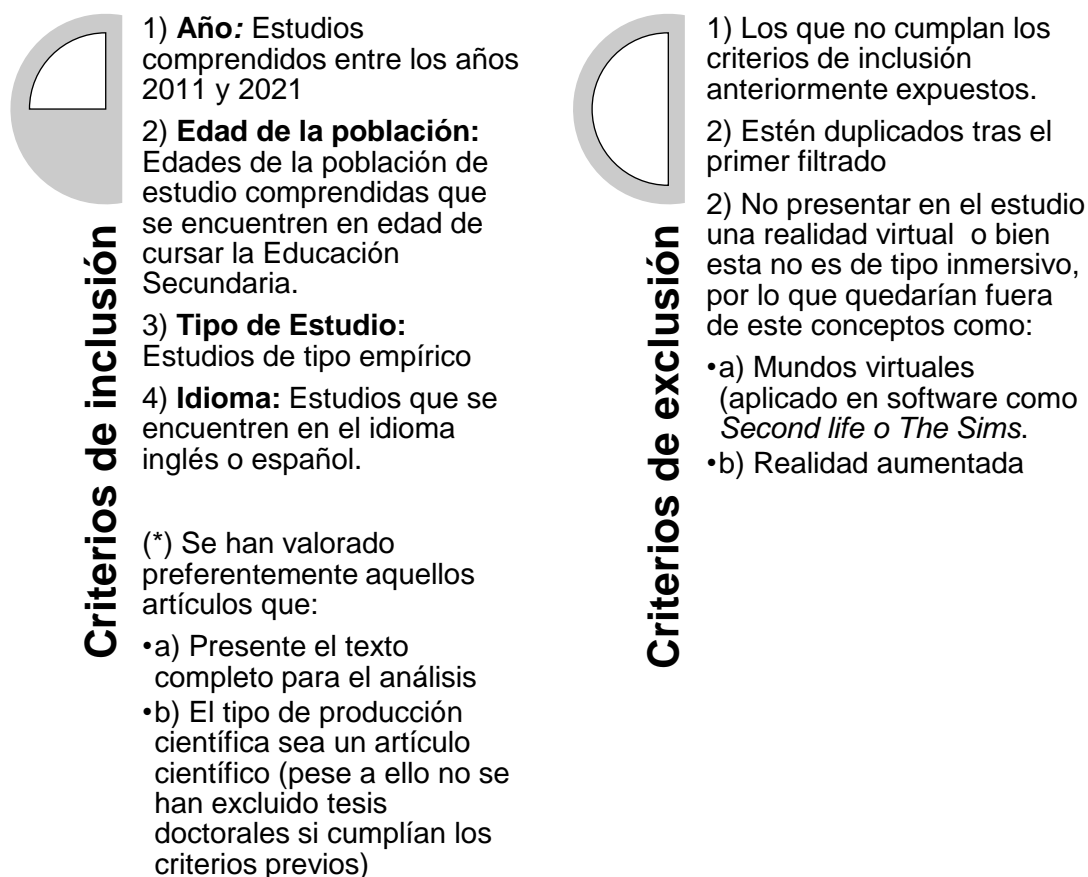 Criterios de inclusión
1) Año: Estudios
comprendidos entre los años
2011 y 2021
2) Edad de la población:
Edades de la población de
estudio comprendidas que
se encuentren en edad de
cursar la Educación
Secundaria.
3) Tipo de Estudio:
Estudios de tipo empírico
4) Idioma: Estudios que se
encuentren en el idioma
inglés o español.
(*) Se han valorado
preferentemente aquellos
artículos que:
•a) Presente el texto
completo para el análisis
•b) El tipo de producción
científica sea un artículo
científico (pese a ello no se
han excluido tesis
doctorales si cumplían los
criterios previos)
Criterios de exclusión
1) Los que no cumplan los
criterios de inclusión
anteriormente expuestos.
2) Estén duplicados tras el
primer filtrado
2) No presentar en el estudio
una realidad virtual o bien
esta no es de tipo inmersivo,
por lo que quedarían fuera
de este conceptos como:
•a) Mundos virtuales
(aplicado en software como
Second life o The Sims.
•b) Realidad aumentada